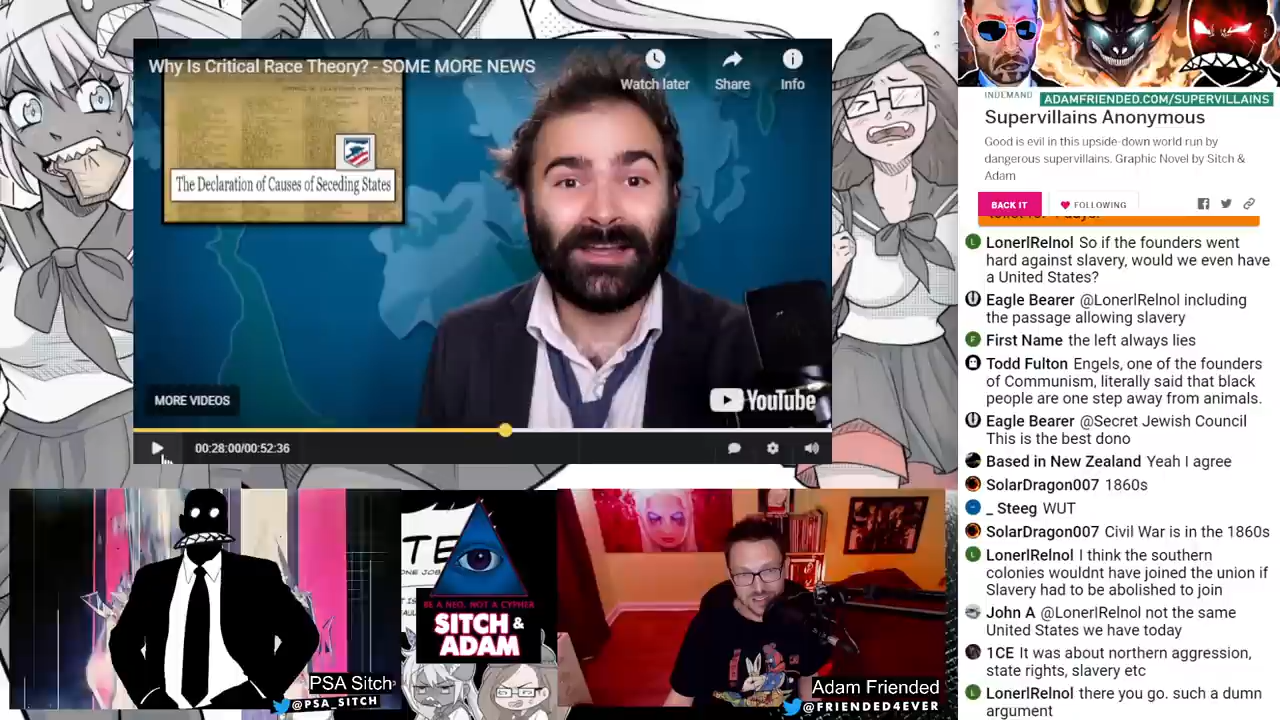 Why Is Critical Race Theory? - SOME MORE NEWS
Watch later
Share
Info
The Declaration of Causes of Seceding States
MORE VIDEOS
YouTube
00:28:00/00:52:36
INDEMAND
ADAMFRIENDED.COM/SUPERVILLAINS
Supervillains Anonymous
Good is evil in this upside-down world run by
dangerous supervillains. Graphic Novel by Sitch &
Adam
BACK IT
FOLLOWING
LonerlRelnol So if the founders went
hard against slavery, would we even have
a United States?
Eagle Bearer @LonerlRelnol including
the passage allowing slavery
First Name the left always lies
Todd Fulton Engels, one of the founders
of Communism, literally said that black
people are one step away from animals.
Eagle Bearer @Secret Jewish Council
This is the best dono
Based in New Zealand Yeah I agree
SolarDragon007 1860s
_ Steeg WUT
SolarDragon007 Civil War is in the 1860s
LonerlRelnol I think the southern
colonies wouldnt have joined the union if
Slavery had to be abolished to join
John A @LonerlRelnol not the same
United States we have today
1CE It was about northern aggression,
state rights, slavery etc
LonerlRelnol there you go. such a dumn
argument
BE A NEO, NOT A CYPHER
SITCH &
ADAM
PSA Sitch
@PSA_SITCH
Adam Friended
@FRIENDED4EVER